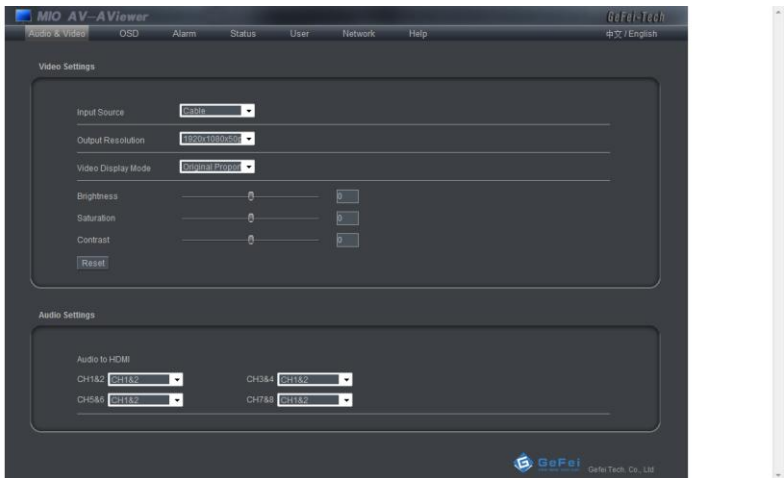 MIO AV-AViewer
GeFei-Tech
Audio & Video OSD Alarm Status User Network Help 中文 / English
Video Settings
Input Source Cable
Output Resolution 1920x1080x50
Video Display Mode Original Propor
Brightness 0
Saturation 0
Contrast 0
Reset
Audio Settings
Audio to HDMI
CH1&2 CH1&2 CH3&4 CH1&2
CH5&6 CH1&2 CH7&8 CH1&2
GeFei
Gefei Tech. Co., Ltd